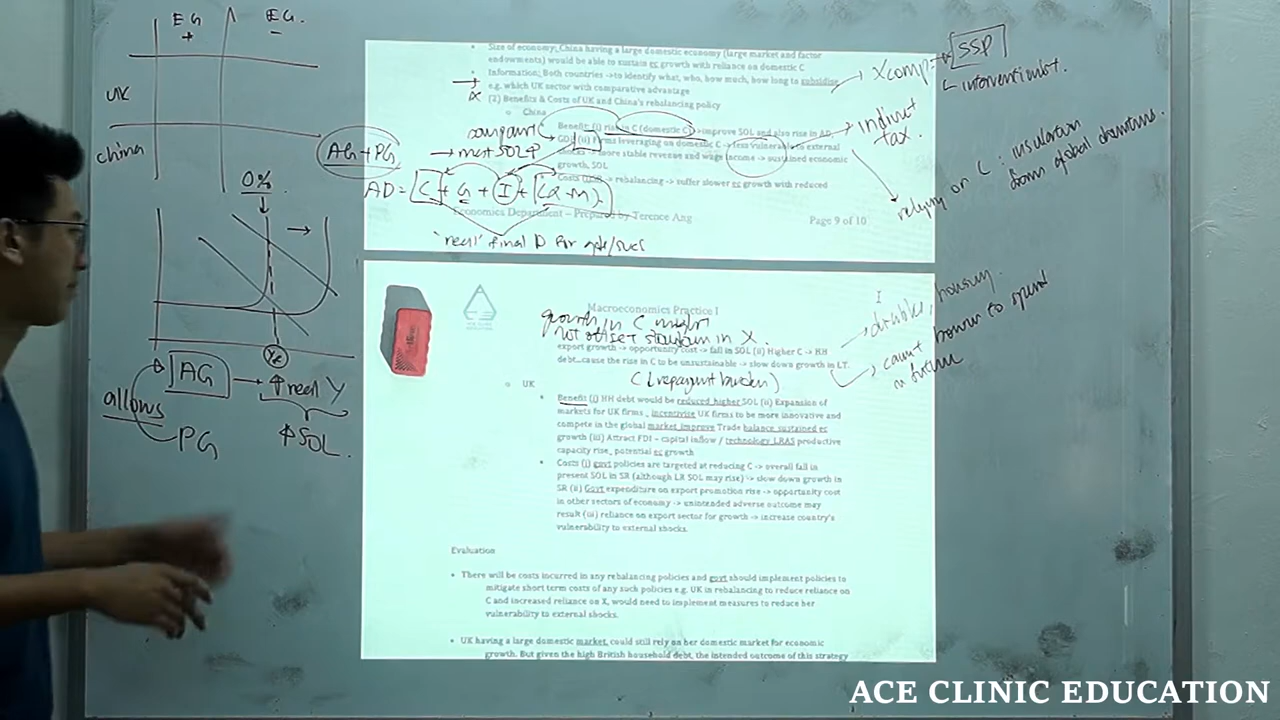 EG
+
EG.
-
UK
China
AG + PG
0%
Yf
AG → ↑ real Y
allows
PG
↑ SOL.
Size of economy; China having a large domestic economy (large market and factor
endowments) would be able to sustain ec growth with reliance on domestic C
Information; Both countries -> to identify what, who, how much, how long to subsidise
e.g. which UK sector with comparative advantage
(2) Benefits & Costs of UK and China's rebalancing policy
China
Benefit: (i) rise in C (domestic C) -> improve SOL and also rise in AD,
firms leveraging on domestic C -> less vulnerable to external
more stable revenue and wage income -> sustained economic
growth, SOL
Costs rebalancing -> suffer slower ec growth with reduced
→ mat SOL↑
AD = C + G + I + (X-M)
Economics Department – Prepared by Terence Ang
Page 9 of 10
'real' final D for gds/svcs
X comp → SSP
interventionist.
indirect
tax.
relying on C: insulation
from global downturns.
Macroeconomics Practice I
growth in C might
not offset slowdown in X.
export growth -> opportunity cost -> fall in SOL (ii) Higher C -> HH
debt...cause the rise in C to be unsustainable -> slow down growth in LT.
(repayment burden)
durables, housing.
cannot borrow to spend
in future
UK
Benefit (i) HH debt would be reduced, higher SOL (ii) Expansion of
markets for UK firms, incentivise UK firms to be more innovative and
compete in the global market, improve Trade balance, sustained ec
growth (iii) Attract FDI – capital inflow / technology, LRAS productive
capacity rise, potential ec growth
Costs (i) govt policies are targeted at reducing C -> overall fall in
present SOL in SR (although LR SOL may rise) -> slow down growth in
SR (ii) Govt expenditure on export promotion rise -> opportunity cost
in other sectors of economy -> unintended adverse outcome may
result (iii) reliance on export sector for growth -> increase country's
vulnerability to external shocks.
Evaluation
There will be costs incurred in any rebalancing policies and govt should implement policies to
mitigate short term costs of any such policies e.g. UK in rebalancing to reduce reliance on
C and increased reliance on X, would need to implement measures to reduce her
vulnerability to external shocks.
UK having a large domestic market, could still rely on her domestic market for economic
growth. But given the high British household debt, the intended outcome of this strategy
ACE CLINIC EDUCATION